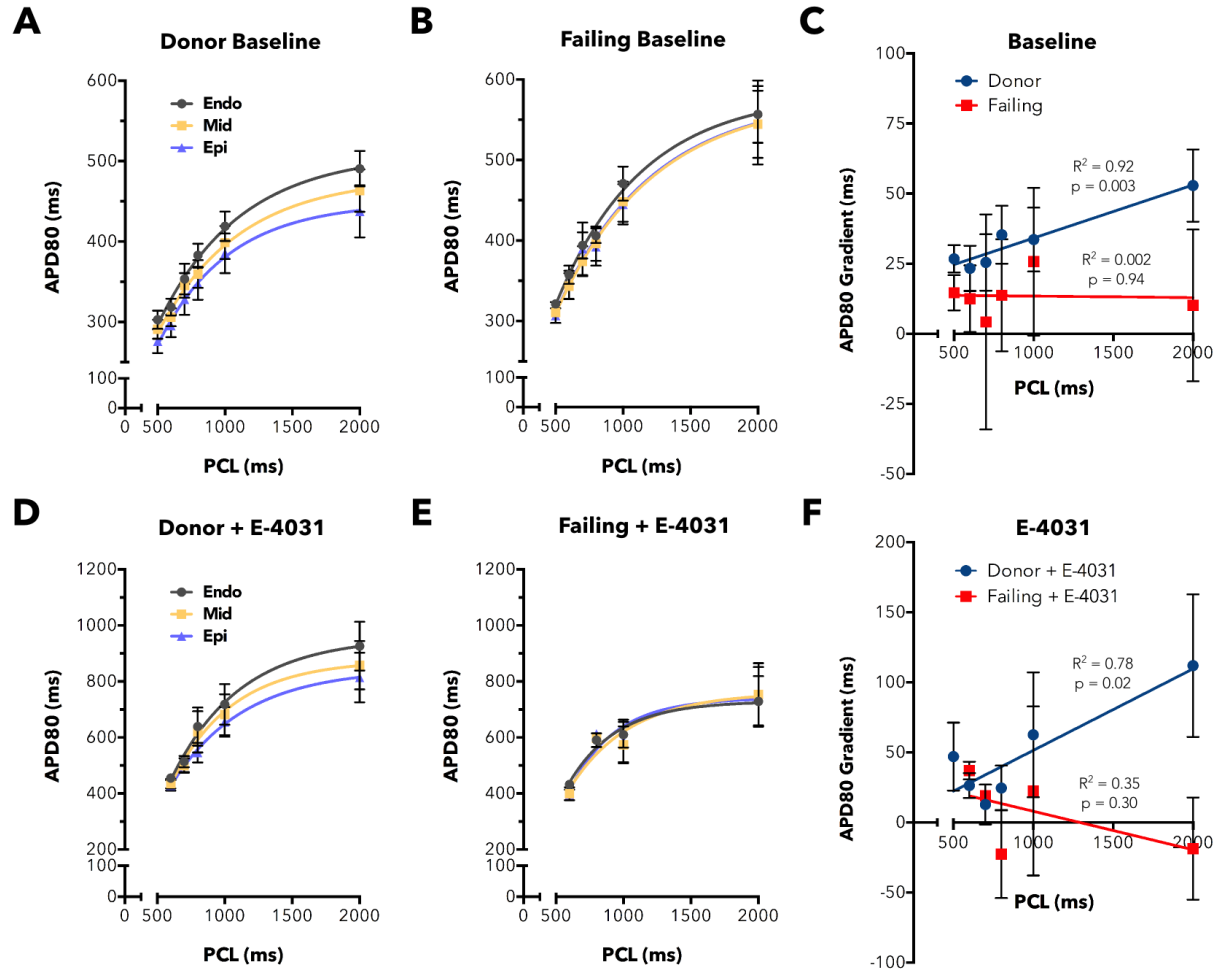 A
Donor Baseline
600
500
400
300
100
0
APD80 (ms)
Endo
Mid
Epi
0 500 1000 1500 2000
PCL (ms)
B
Failing Baseline
600
500
400
300
100
0
APD80 (ms)
0 500 1000 1500 2000
PCL (ms)
C
Baseline
100
75
50
25
0
-25
-50
APD80 Gradient (ms)
Donor
Failing
R² = 0.92
p = 0.003
R² = 0.002
p = 0.94
500 1000 1500 2000
PCL (ms)
D
Donor + E-4031
1200
1000
800
600
400
200
100
0
APD80 (ms)
Endo
Mid
Epi
0 500 1000 1500 2000
PCL (ms)
E
Failing + E-4031
1200
1000
800
600
400
200
100
0
APD80 (ms)
0 500 1000 1500 2000
PCL (ms)
F
E-4031
200
150
100
50
0
-50
-100
APD80 Gradient (ms)
Donor + E-4031
Failing + E-4031
R² = 0.78
p = 0.02
R² = 0.35
p = 0.30
500 1000 1500 2000
PCL (ms)